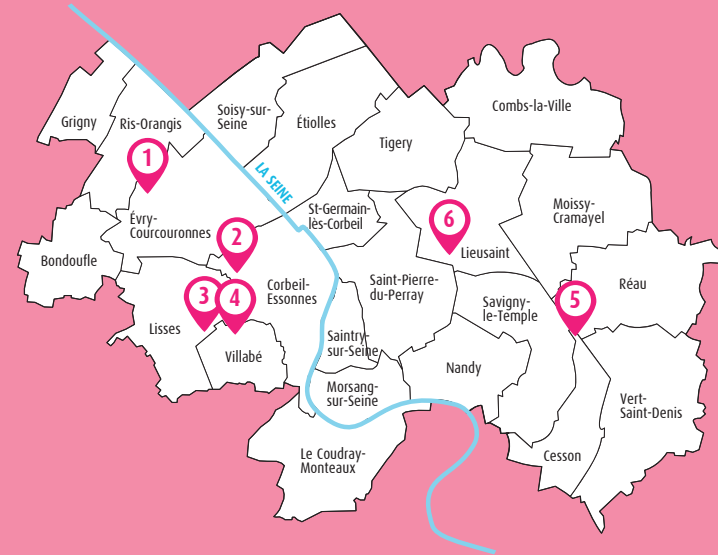 Combs-la-Ville
Grigny
Ris-Orangis
Soisy-sur-
Seine
Étiolles
Tigery
1
LA SEINE
Évry-
Courcouronnes
2
St-Germain-
lès-Corbeil
6
Lieusaint
Moissy-
Cramayel
Bondoufle
3
4
Corbeil-
Essonnes
Saint-Pierre-
du-Perray
Savigny-
le-Temple
5
Réau
Lisses
Villabé
Saintry-
sur-Seine
Nandy
Morsang-
sur-Seine
Vert-
Saint-Denis
Le Coudray-
Monteaux
Cesson